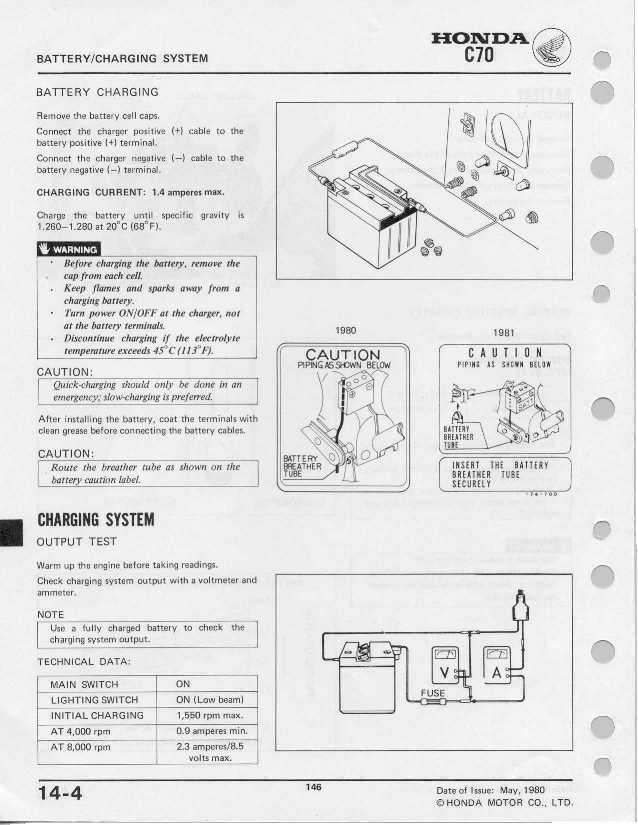 HONDA
C70
BATTERY/CHARGING SYSTEM
BATTERY CHARGING
Remove the battery cell caps.
Connect the charger positive (+) cable to the
battery positive (+) terminal.
Connect the charger negative (−) cable to the
battery negative (−) terminal.
CHARGING CURRENT: 1.4 amperes max.
Charge the battery until specific gravity is
1.260–1.280 at 20°C (68°F).
WARNING
· Before charging the battery, remove the
cap from each cell.
· Keep flames and sparks away from a
charging battery.
· Turn power ON/OFF at the charger, not
at the battery terminals.
· Discontinue charging if the electrolyte
temperature exceeds 45°C (113°F).
CAUTION:
Quick-charging should only be done in an
emergency; slow-charging is preferred.
After installing the battery, coat the terminals with
clean grease before connecting the battery cables.
CAUTION:
Route the breather tube as shown on the
battery caution label.
1980
CAUTION
PIPING AS SHOWN BELOW
BATTERY
BREATHER
TUBE
1981
CAUTION
PIPING AS SHOWN BELOW
BATTERY
BREATHER
TUBE
INSERT THE BATTERY
BREATHER TUBE
SECURELY
CHARGING SYSTEM
OUTPUT TEST
Warm up the engine before taking readings.
Check charging system output with a voltmeter and
ammeter.
NOTE
Use a fully charged battery to check the
charging system output.
TECHNICAL DATA:
MAIN SWITCH ON
LIGHTING SWITCH ON (Low beam)
INITIAL CHARGING 1,550 rpm max.
AT 4,000 rpm 0.9 amperes min.
AT 8,000 rpm 2.3 amperes/8.5
volts max.
V
A
FUSE
14-4
146
Date of Issue: May, 1980
© HONDA MOTOR CO., LTD.